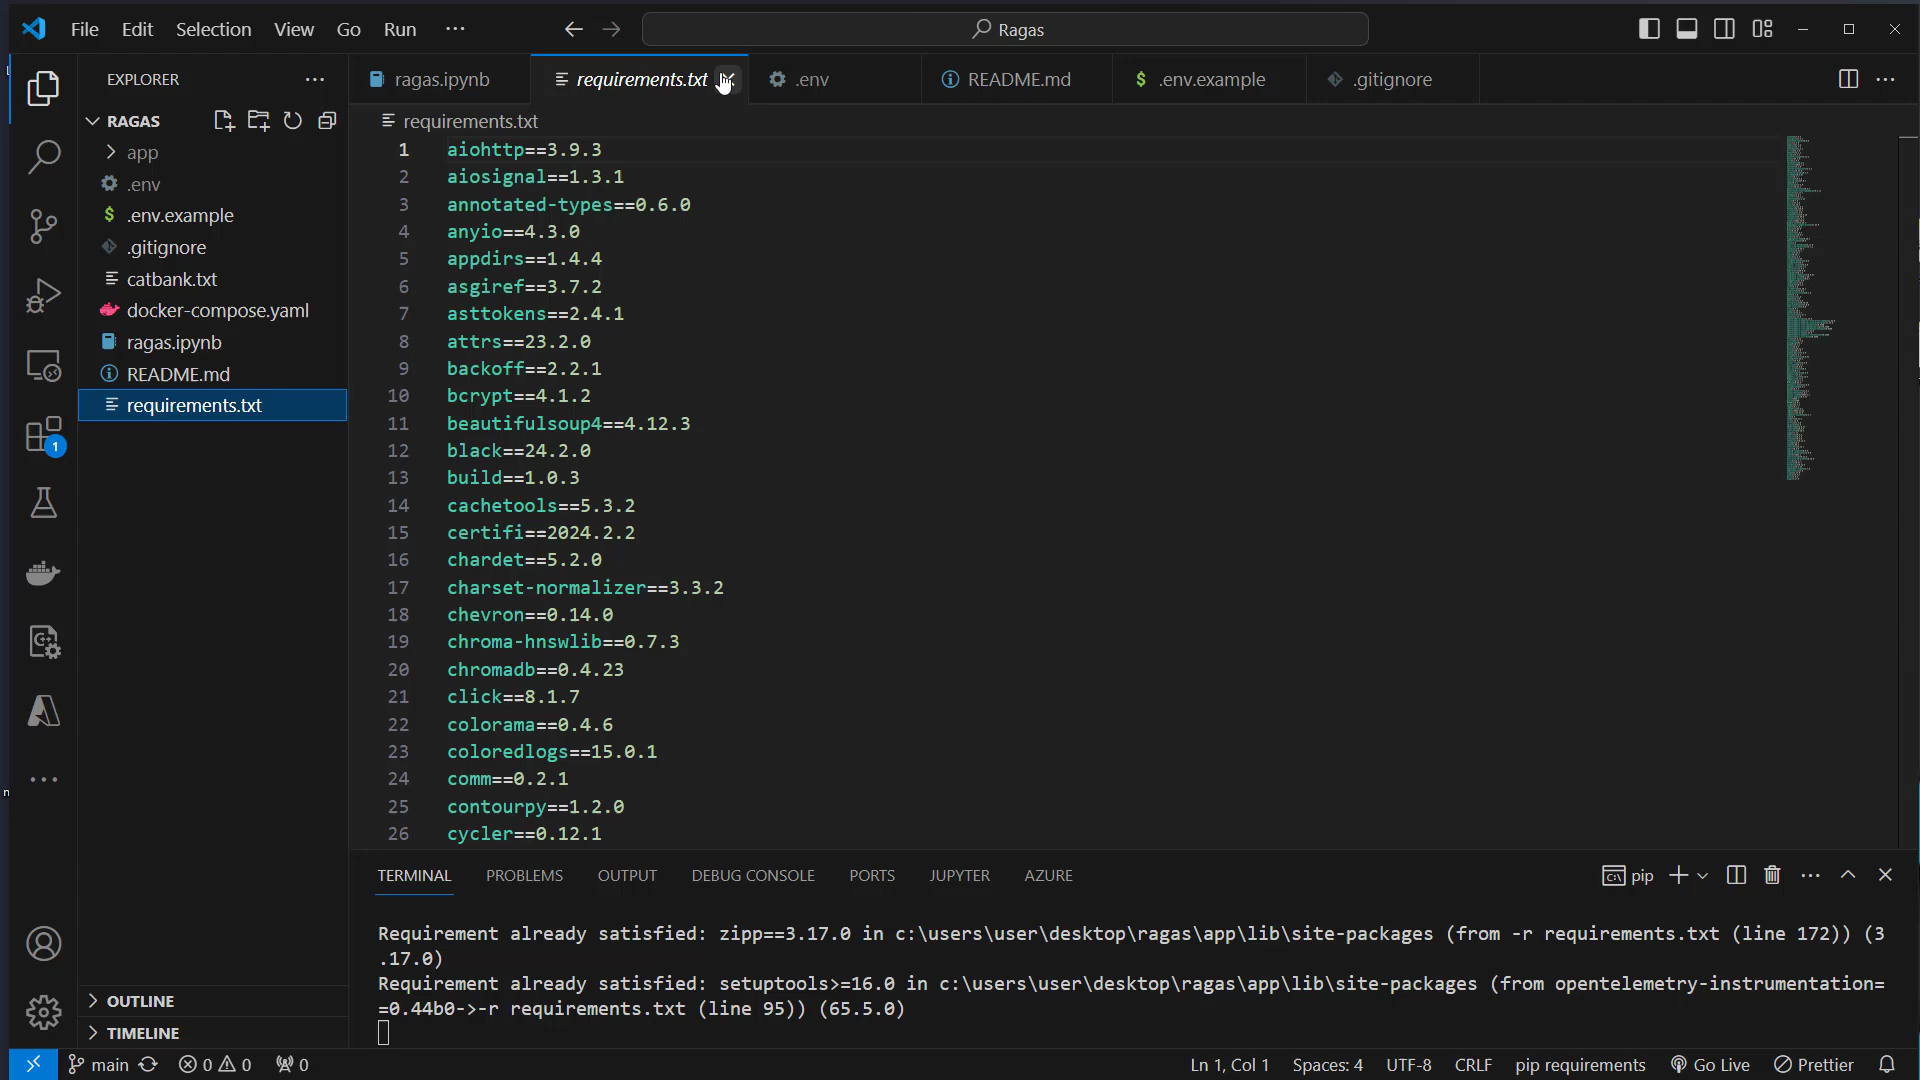 File Edit Selection View Go Run ···
Ragas
EXPLORER
ragas.ipynb
requirements.txt
.env
README.md
$ .env.example
.gitignore
RAGAS
app
.env
$ .env.example
.gitignore
catbank.txt
docker-compose.yaml
ragas.ipynb
README.md
requirements.txt
1
OUTLINE
TIMELINE
requirements.txt
1 aiohttp==3.9.3
2 aiosignal==1.3.1
3 annotated-types==0.6.0
4 anyio==4.3.0
5 appdirs==1.4.4
6 asgiref==3.7.2
7 asttokens==2.4.1
8 attrs==23.2.0
9 backoff==2.2.1
10 bcrypt==4.1.2
11 beautifulsoup4==4.12.3
12 black==24.2.0
13 build==1.0.3
14 cachetools==5.3.2
15 certifi==2024.2.2
16 chardet==5.2.0
17 charset-normalizer==3.3.2
18 chevron==0.14.0
19 chroma-hnswlib==0.7.3
20 chromadb==0.4.23
21 click==8.1.7
22 colorama==0.4.6
23 coloredlogs==15.0.1
24 comm==0.2.1
25 contourpy==1.2.0
26 cycler==0.12.1
TERMINAL PROBLEMS OUTPUT DEBUG CONSOLE PORTS JUPYTER AZURE
pip
Requirement already satisfied: zipp==3.17.0 in c:\users\user\desktop\ragas\app\lib\site-packages (from -r requirements.txt (line 172)) (3
.17.0)
Requirement already satisfied: setuptools>=16.0 in c:\users\user\desktop\ragas\app\lib\site-packages (from opentelemetry-instrumentation=
=0.44b0->-r requirements.txt (line 95)) (65.5.0)
main 0 0 0 Ln 1, Col 1 Spaces: 4 UTF-8 CRLF pip requirements Go Live Prettier